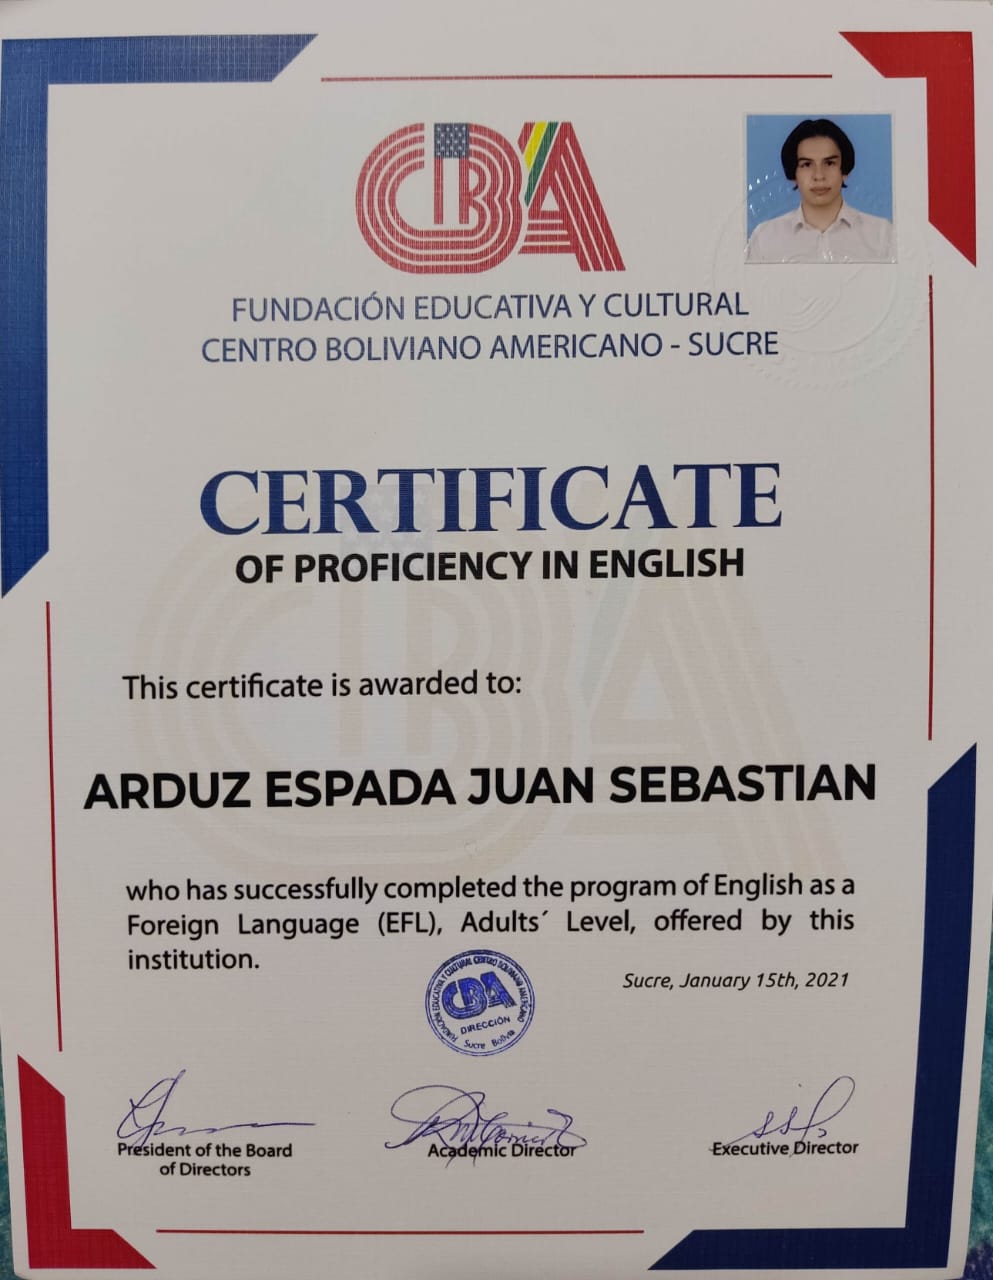 CBA
FUNDACIÓN EDUCATIVA Y CULTURAL
CENTRO BOLIVIANO AMERICANO - SUCRE
CERTIFICATE
OF PROFICIENCY IN ENGLISH
This certificate is awarded to:
ARDUZ ESPADA JUAN SEBASTIAN
who has successfully completed the program of English as a
Foreign Language (EFL), Adults´ Level, offered by this
institution.
Sucre, January 15th, 2021
FUNDACIÓN EDUCATIVA Y CULTURAL CENTRO BOLIVIANO AMERICANO
CBA
DIRECCIÓN
Sucre Bolivia
President of the Board
of Directors
Academic Director
Executive Director